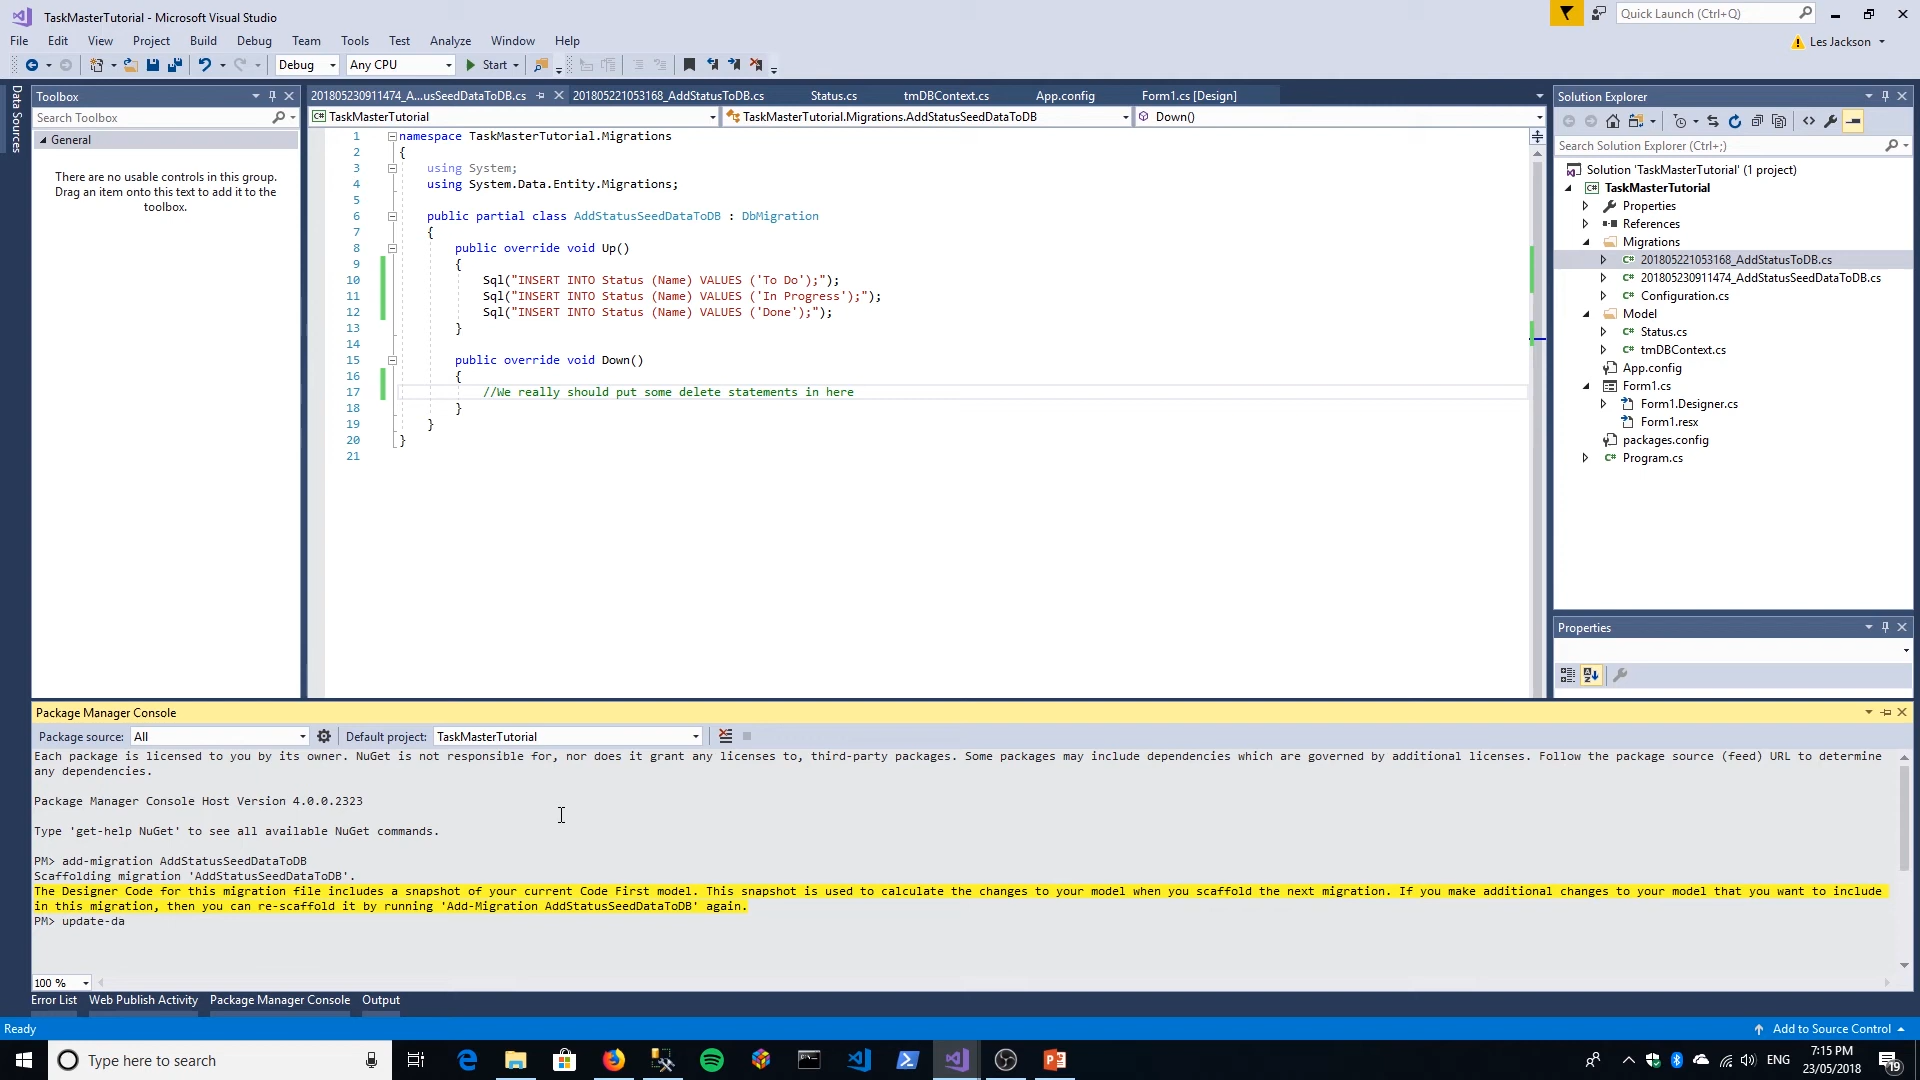 TaskMasterTutorial - Microsoft Visual Studio
Quick Launch (Ctrl+Q)
File Edit View Project Build Debug Team Tools Test Analyze Window Help
Les Jackson
Debug Any CPU Start
Data Sources
Toolbox
Search Toolbox
General
There are no usable controls in this group.
Drag an item onto this text to add it to the
toolbox.
201805230911474_A...usSeedDataToDB.cs 201805221053168_AddStatusToDB.cs Status.cs tmDBContext.cs App.config Form1.cs [Design]
TaskMasterTutorial TaskMasterTutorial.Migrations.AddStatusSeedDataToDB Down()
1 namespace TaskMasterTutorial.Migrations
2 {
3 using System;
4 using System.Data.Entity.Migrations;
5
6 public partial class AddStatusSeedDataToDB : DbMigration
7 {
8 public override void Up()
9 {
10 Sql("INSERT INTO Status (Name) VALUES ('To Do');");
11 Sql("INSERT INTO Status (Name) VALUES ('In Progress');");
12 Sql("INSERT INTO Status (Name) VALUES ('Done');");
13 }
14
15 public override void Down()
16 {
17 //We really should put some delete statements in here
18 }
19 }
20 }
21
Solution Explorer
Search Solution Explorer (Ctrl+;)
Solution 'TaskMasterTutorial' (1 project)
TaskMasterTutorial
Properties
References
Migrations
201805221053168_AddStatusToDB.cs
201805230911474_AddStatusSeedDataToDB.cs
Configuration.cs
Model
Status.cs
tmDBContext.cs
App.config
Form1.cs
Form1.Designer.cs
Form1.resx
packages.config
Program.cs
Properties
Package Manager Console
Package source: All Default project: TaskMasterTutorial
Each package is licensed to you by its owner. NuGet is not responsible for, nor does it grant any licenses to, third-party packages. Some packages may include dependencies which are governed by additional licenses. Follow the package source (feed) URL to determine
any dependencies.
Package Manager Console Host Version 4.0.0.2323
Type 'get-help NuGet' to see all available NuGet commands.
PM> add-migration AddStatusSeedDataToDB
Scaffolding migration 'AddStatusSeedDataToDB'.
The Designer Code for this migration file includes a snapshot of your current Code First model. This snapshot is used to calculate the changes to your model when you scaffold the next migration. If you make additional changes to your model that you want to include
in this migration, then you can re-scaffold it by running 'Add-Migration AddStatusSeedDataToDB' again.
PM> update-da
100 %
Error List Web Publish Activity Package Manager Console Output
Ready
Add to Source Control
Type here to search
ENG
7:15 PM
23/05/2018
19